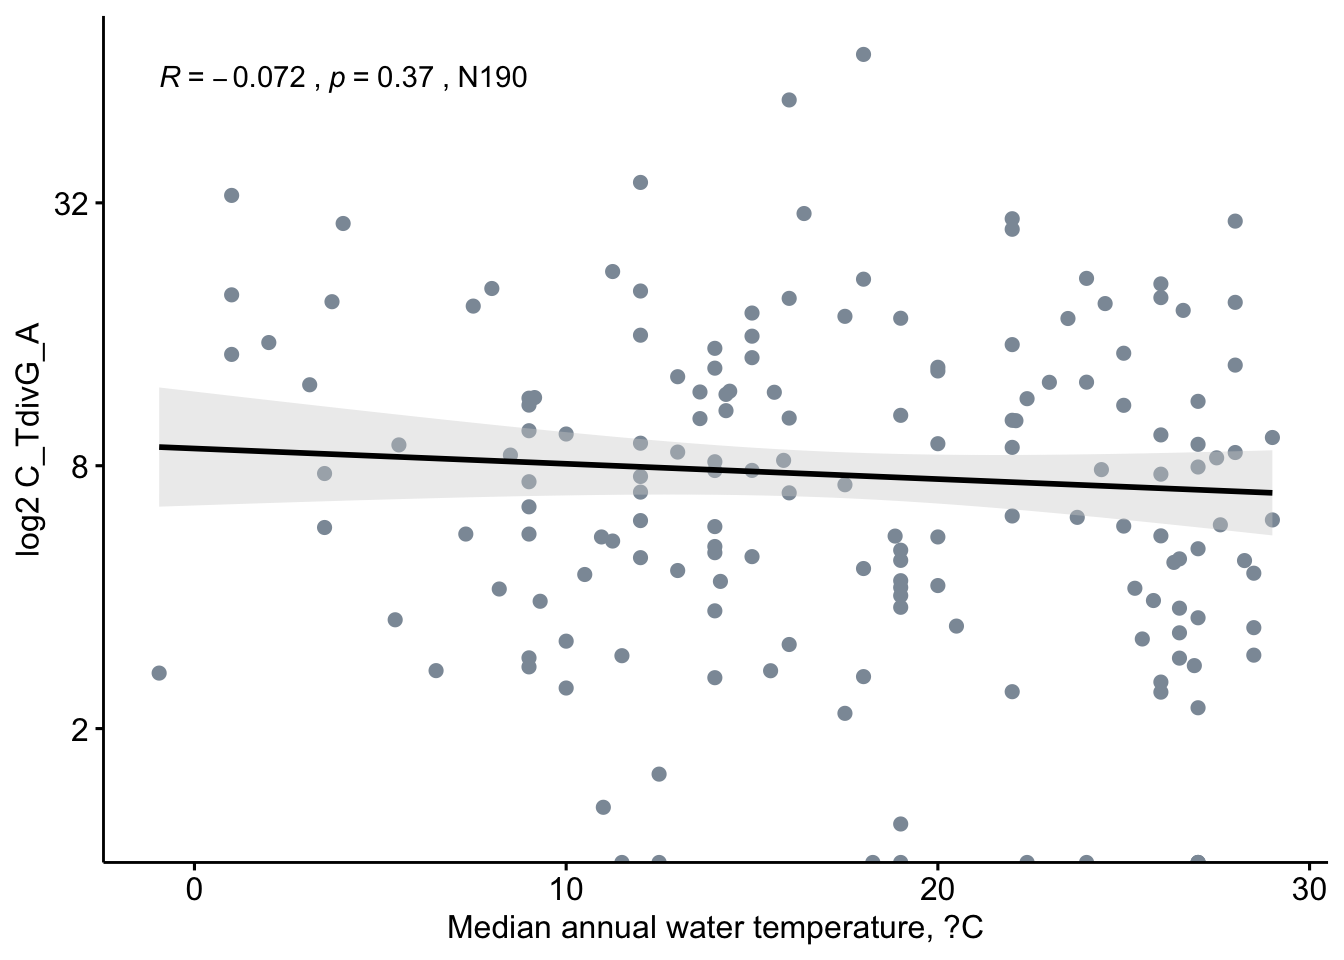 R = −0.072 , p = 0.37 , N190
32
8
2
log2 C_TdivG_A
0 10 20 30
Median annual water temperature, ?C